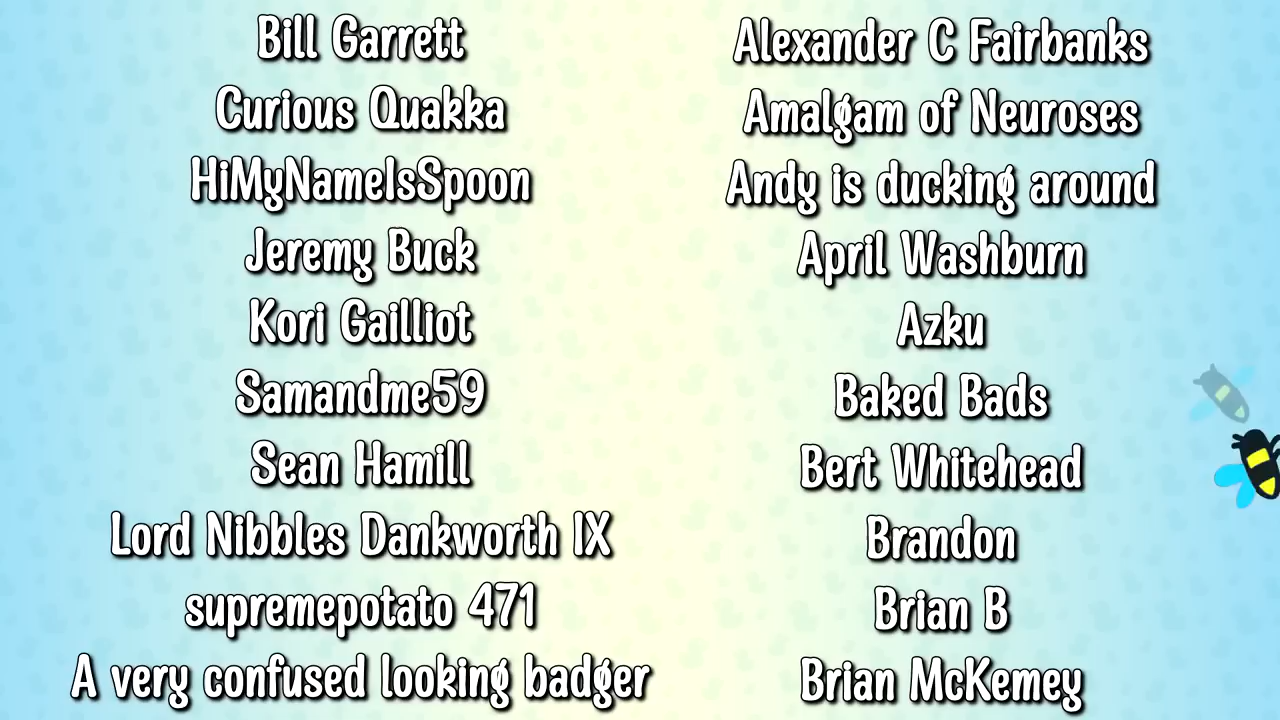 Bill Garrett
Curious Quakka
HiMyNameIsSpoon
Jeremy Buck
Kori Gailliot
Samandme59
Sean Hamill
Lord Nibbles Dankworth IX
supremepotato 471
A very confused looking badger
Alexander C Fairbanks
Amalgam of Neuroses
Andy is ducking around
April Washburn
Azku
Baked Bads
Bert Whitehead
Brandon
Brian B
Brian McKemey